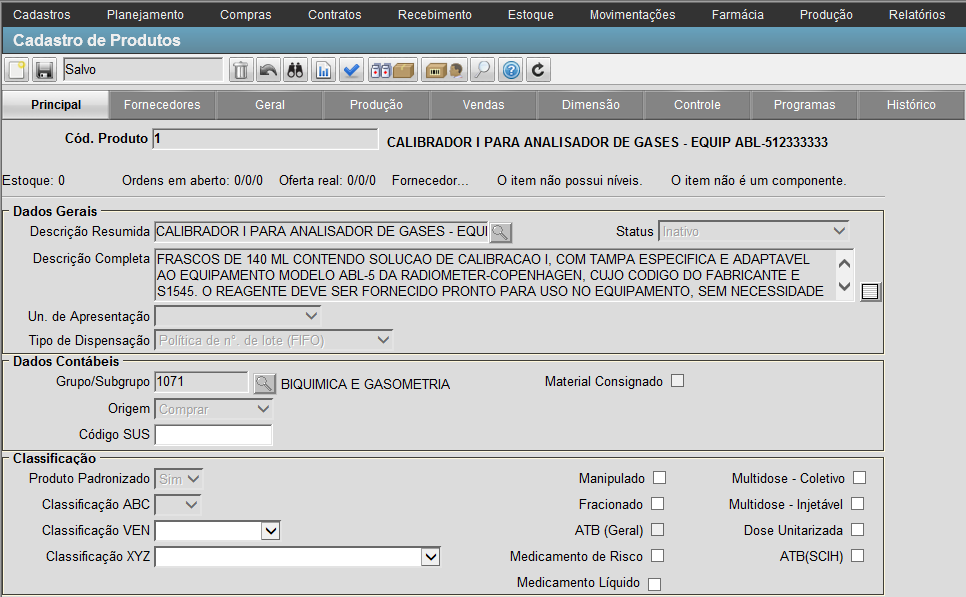 Cadastros Planejamento Compras Contratos Recebimento Estoque Movimentações Farmácia Produção Relatórios
Cadastro de Produtos
Salvo
Principal Fornecedores Geral Produção Vendas Dimensão Controle Programas Histórico
Cód. Produto 1 CALIBRADOR I PARA ANALISADOR DE GASES - EQUIP ABL-512333333
Estoque: 0 Ordens em aberto: 0/0/0 Oferta real: 0/0/0 Fornecedor... O item não possui níveis. O item não é um componente.
Dados Gerais
Descrição Resumida CALIBRADOR I PARA ANALISADOR DE GASES - EQUI Status Inativo
Descrição Completa FRASCOS DE 140 ML CONTENDO SOLUCAO DE CALIBRACAO I, COM TAMPA ESPECIFICA E ADAPTAVEL
AO EQUIPAMENTO MODELO ABL-5 DA RADIOMETER-COPENHAGEN, CUJO CODIGO DO FABRICANTE E
S1545. O REAGENTE DEVE SER FORNECIDO PRONTO PARA USO NO EQUIPAMENTO, SEM NECESSIDADE
Un. de Apresentação
Tipo de Dispensação Política de n°. de lote (FIFO)
Dados Contábeis
Grupo/Subgrupo 1071 BIQUIMICA E GASOMETRIA Material Consignado
Origem Comprar
Código SUS
Classificação
Produto Padronizado Sim Manipulado Multidose - Coletivo
Classificação ABC Fracionado Multidose - Injetável
Classificação VEN ATB (Geral) Dose Unitarizada
Classificação XYZ Medicamento de Risco ATB(SCIH)
Medicamento Líquido